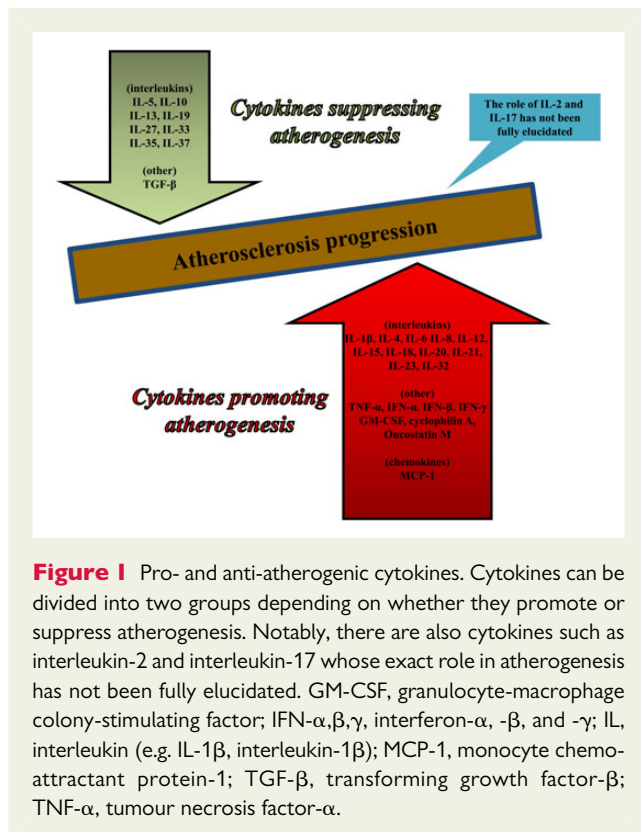 (interleukins)
IL-5, IL-10
IL-13, IL-19
IL-27, IL-33
IL-35, IL-37
(other)
TGF-β
Cytokines suppressing
atherogenesis
The role of IL-2 and
IL-17 has not been
fully elucidated
Atherosclerosis progression
Cytokines promoting
atherogenesis
(interleukins)
IL-1β, IL-4, IL-6 IL-8, IL-12,
IL-15, IL-18, IL-20, IL-21,
IL-23, IL-32
(other)
TNF-α, IFN-α, IFN-β, IFN-γ
GM-CSF, cyclophilin A,
Oncostatin M
(chemokines)
MCP-1
Figure 1 Pro- and anti-atherogenic cytokines. Cytokines can be
divided into two groups depending on whether they promote or
suppress atherogenesis. Notably, there are also cytokines such as
interleukin-2 and interleukin-17 whose exact role in atherogenesis
has not been fully elucidated. GM-CSF, granulocyte-macrophage
colony-stimulating factor; IFN-α,β,γ, interferon-α, -β, and -γ; IL,
interleukin (e.g. IL-1β, interleukin-1β); MCP-1, monocyte chemo-
attractant protein-1; TGF-β, transforming growth factor-β;
TNF-α, tumour necrosis factor-α.